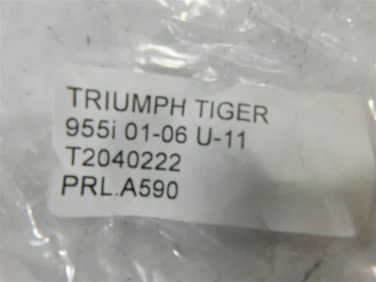 TRIUMPH TIGER
955i 01-06 U-11
T2040222
PRL.A590